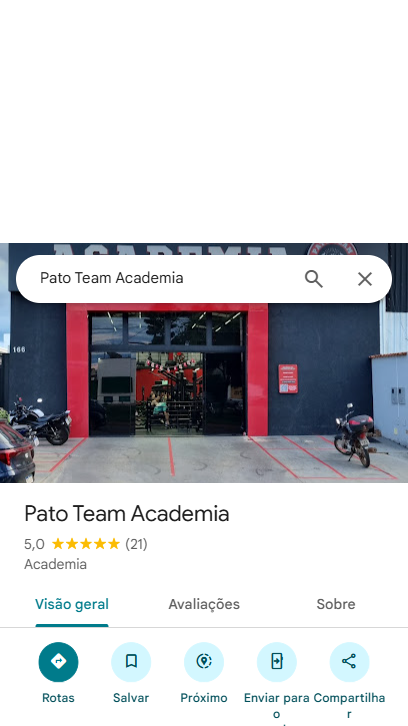 ACADEMIA
Pato Team Academia
166
Pato Team Academia
5,0 (21)
Academia
Visão geral Avaliações Sobre
Rotas Salvar Próximo Enviar para o Compartilhar